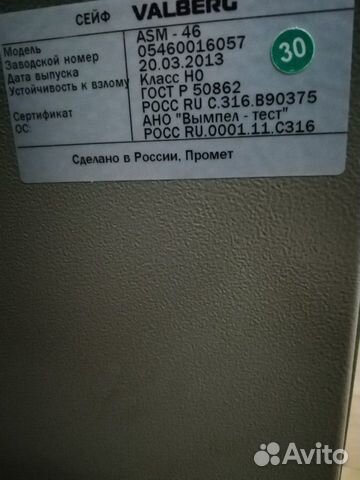 СЕЙФ VALBERG
Модель ASM - 46
Заводской номер 05460016057
Дата выпуска 20.03.2013
Устойчивость к взлому Класс Н0
ГОСТ Р 50862
Сертификат РОСС RU С.316.В90375
ОС АНО "Вымпел - тест"
РОСС RU.0001.11.С316
Сделано в России, Промет
30
Avito